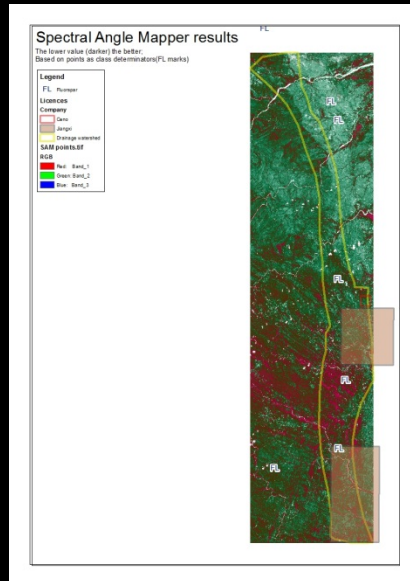 FL
Spectral Angle Mapper results
The lower value (darker) the better.
Based on points as class determinators(FL marks)
Legend
FL Fluorspar
Licences
Company
Jiangxi
Drainage watershed
SAM points.tif
RGB
Red: Band_1
Green: Band_2
Blue: Band_3
FL
FL
FL
FL
FL
FL